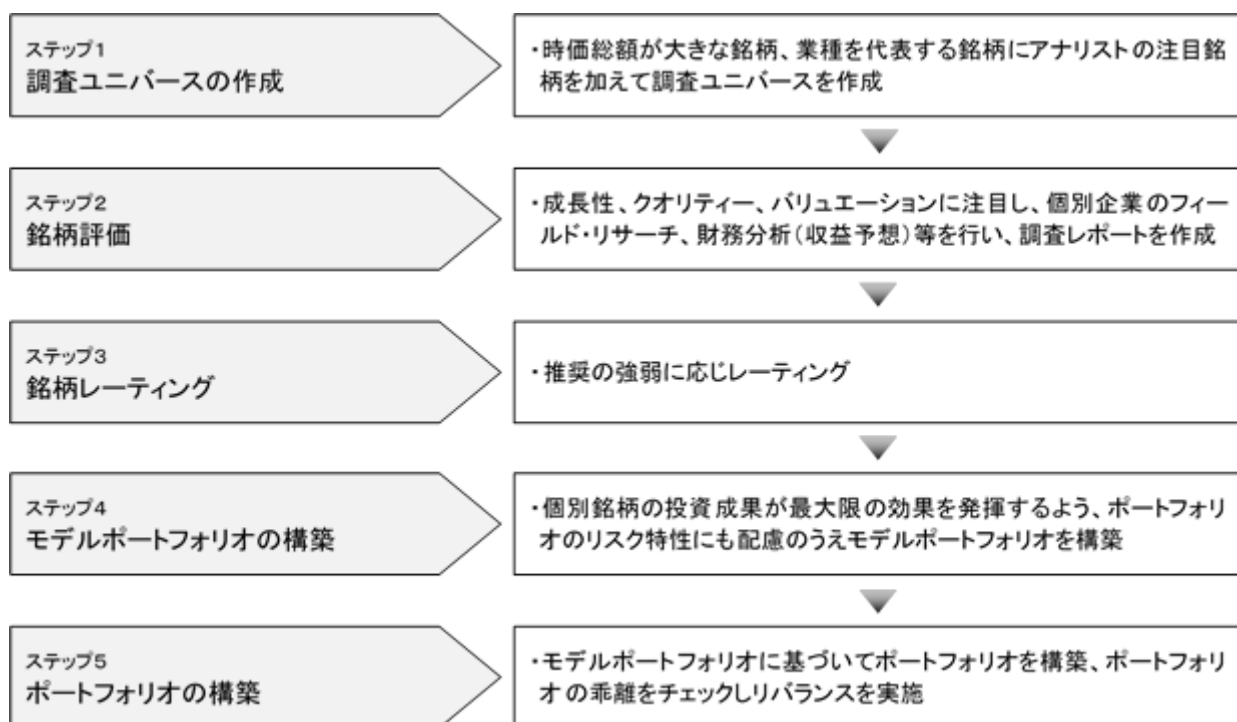 ステップ1
調査ユニバースの作成
・時価総額が大きな銘柄、業種を代表する銘柄にアナリストの注目銘
柄を加えて調査ユニバースを作成
ステップ2
銘柄評価
・成長性、クオリティー、バリュエーションに注目し、個別企業のフィー
ルド・リサーチ、財務分析(収益予想)等を行い、調査レポートを作成
ステップ3
銘柄レーティング
・推奨の強弱に応じレーティング
ステップ4
モデルポートフォリオの構築
・個別銘柄の投資成果が最大限の効果を発揮するよう、ポートフォリ
オのリスク特性にも配慮のうえモデルポートフォリオを構築
ステップ5
ポートフォリオの構築
・モデルポートフォリオに基づいてポートフォリオを構築、ポートフォリ
オの乖離をチェックしリバランスを実施